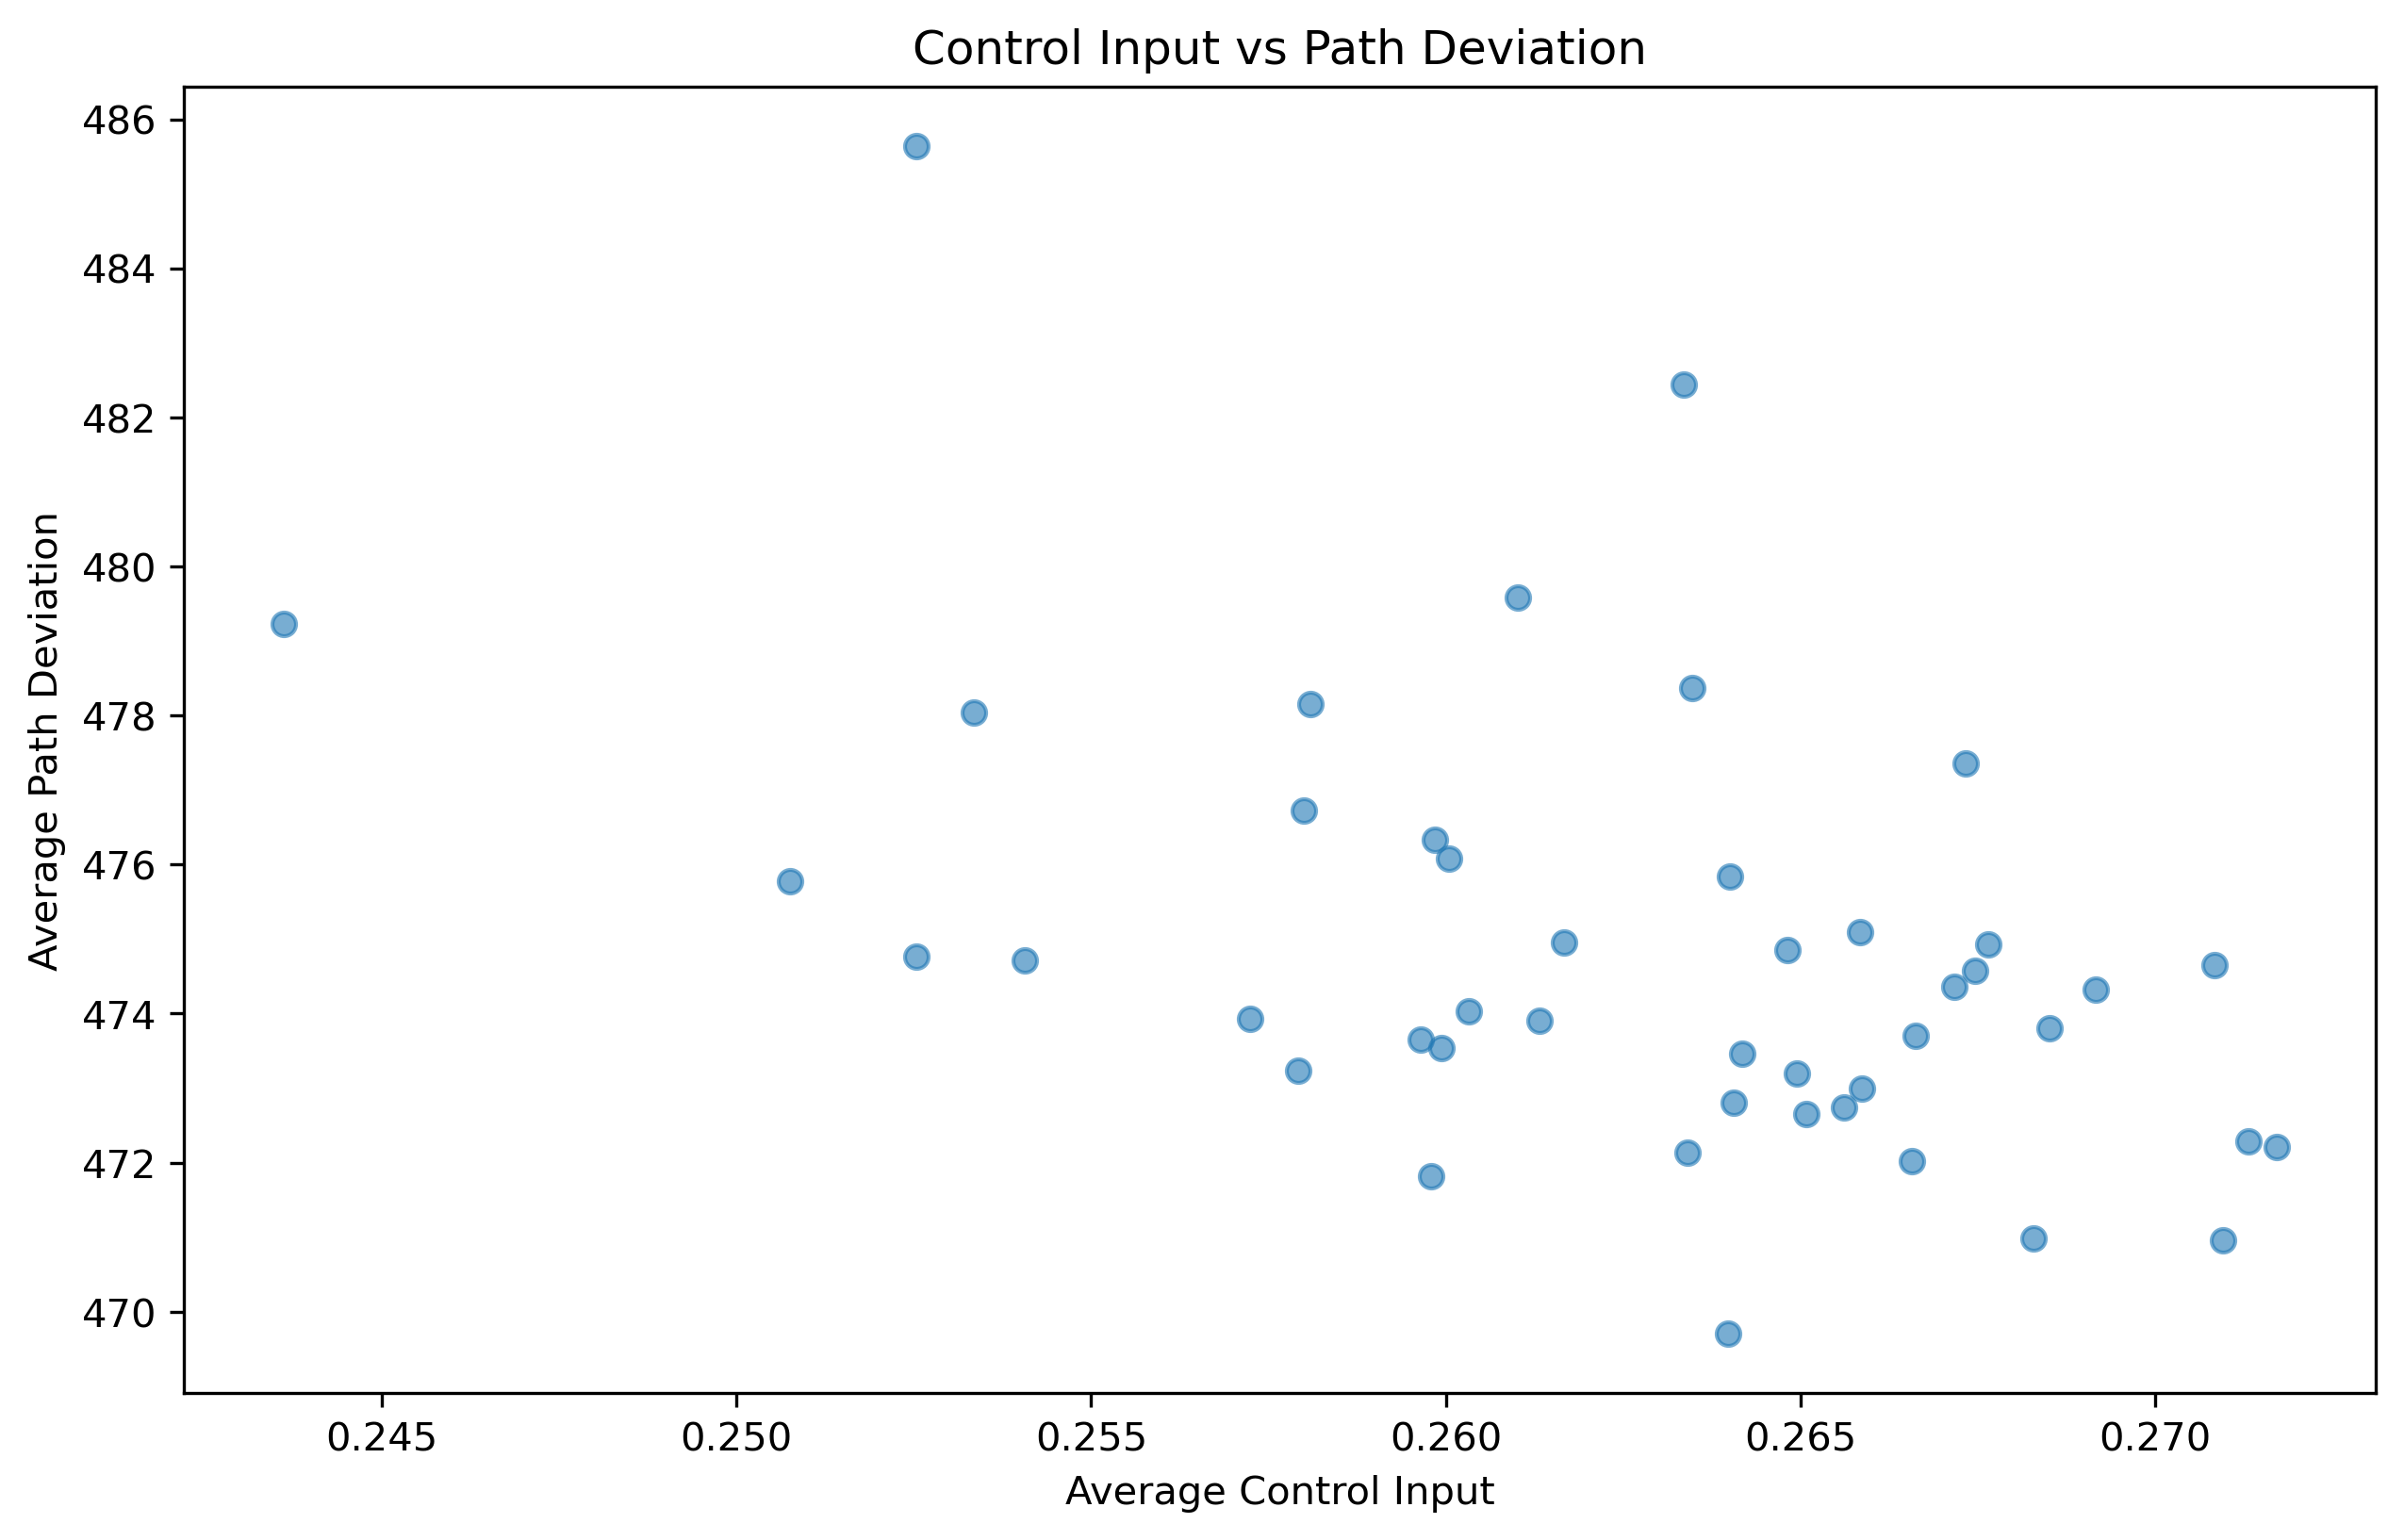 Control Input vs Path Deviation
486
484
482
480
478
476
474
472
470
Average Path Deviation
0.245 0.250 0.255 0.260 0.265 0.270
Average Control Input